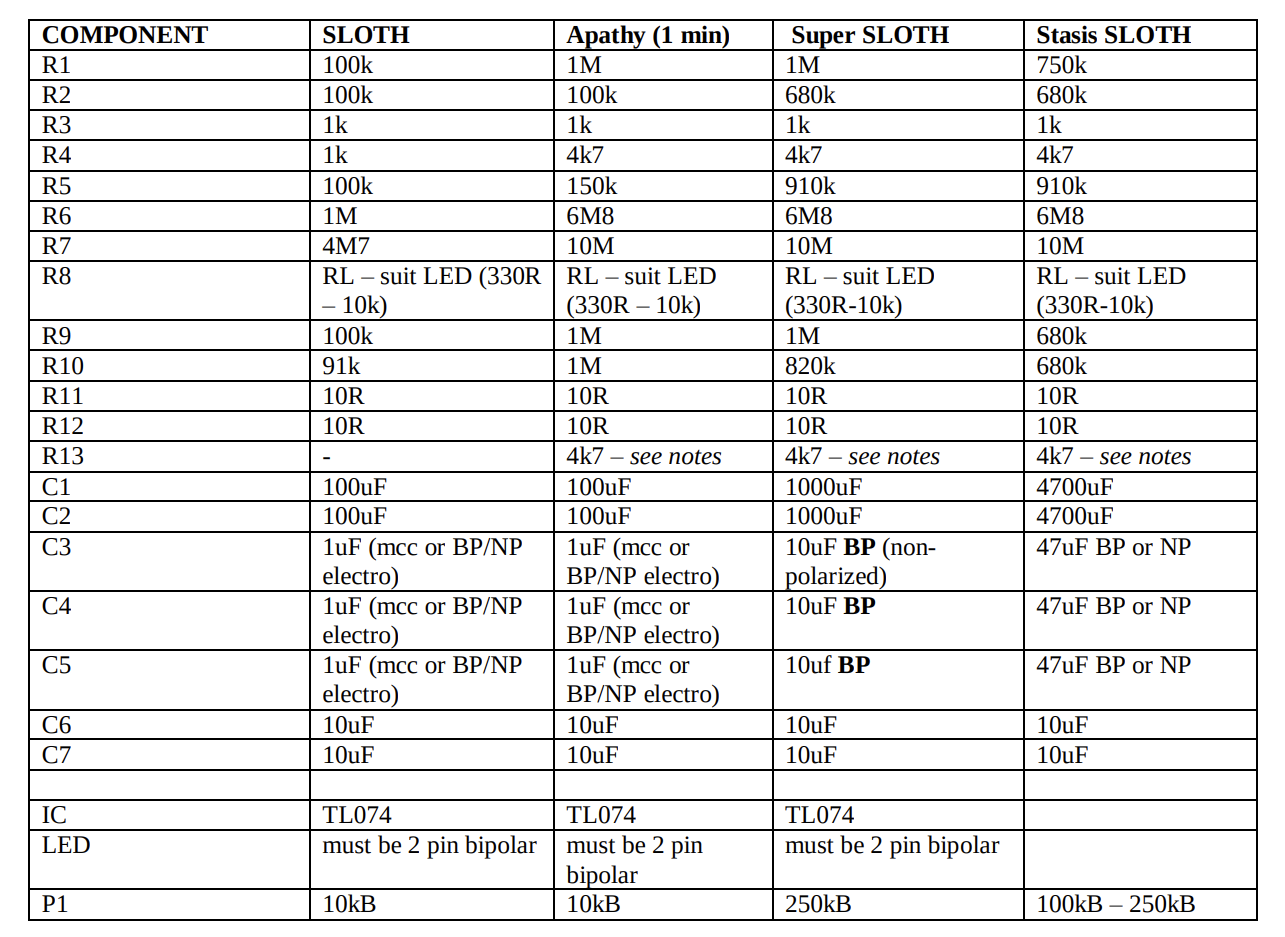 COMPONENT SLOTH Apathy (1 min) Super SLOTH Stasis SLOTH
R1 100k 1M 1M 750k
R2 100k 100k 680k 680k
R3 1k 1k 1k 1k
R4 1k 4k7 4k7 4k7
R5 100k 150k 910k 910k
R6 1M 6M8 6M8 6M8
R7 4M7 10M 10M 10M
R8 RL – suit LED (330R RL – suit LED RL – suit LED RL – suit LED
– 10k) (330R – 10k) (330R-10k) (330R-10k)
R9 100k 1M 1M 680k
R10 91k 1M 820k 680k
R11 10R 10R 10R 10R
R12 10R 10R 10R 10R
R13 - 4k7 – see notes 4k7 – see notes 4k7 – see notes
C1 100uF 100uF 1000uF 4700uF
C2 100uF 100uF 1000uF 4700uF
C3 1uF (mcc or BP/NP 1uF (mcc or 10uF BP (non- 47uF BP or NP
electro) BP/NP electro) polarized)
C4 1uF (mcc or BP/NP 1uF (mcc or 10uF BP 47uF BP or NP
electro) BP/NP electro)
C5 1uF (mcc or BP/NP 1uF (mcc or 10uf BP 47uF BP or NP
electro) BP/NP electro)
C6 10uF 10uF 10uF 10uF
C7 10uF 10uF 10uF 10uF
IC TL074 TL074 TL074
LED must be 2 pin bipolar must be 2 pin must be 2 pin bipolar
bipolar
P1 10kB 10kB 250kB 100kB – 250kB